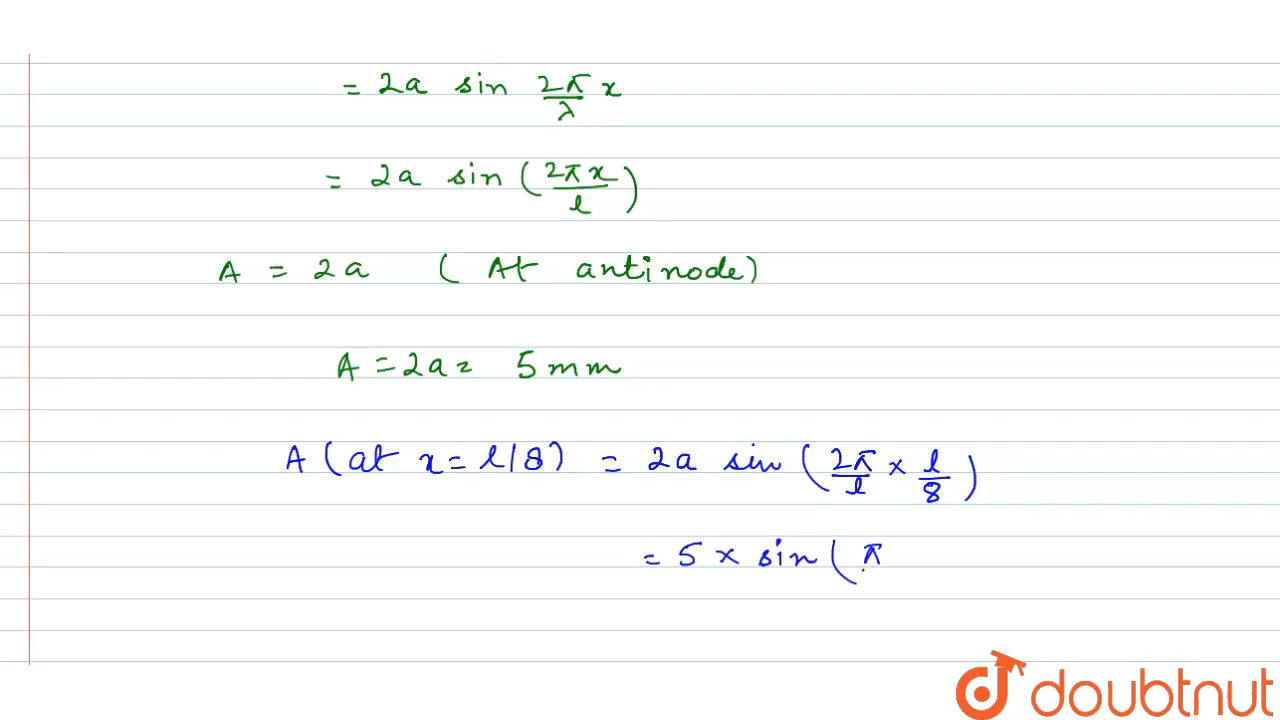 = 2a sin 2π/λ x
= 2a sin (2πx/l)
A = 2a (At antinode)
A = 2a = 5 mm
A (at x = l/8) = 2a sin (2π/l × l/8)
= 5 × sin (π
doubtnut